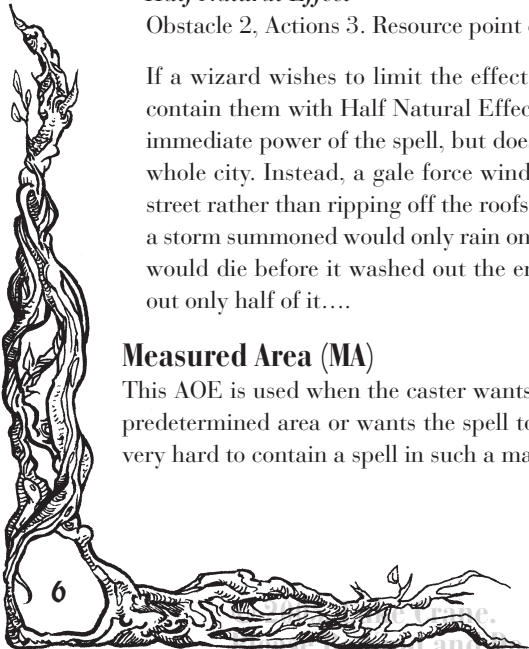 Half Natural Effect
Obstacle 2, Actions 3. Resource point
If a wizard wishes to limit the effect
contain them with Half Natural Effec
immediate power of the spell, but doe
whole city. Instead, a gale force wind
street rather than ripping off the roofs
a storm summoned would only rain on
would die before it washed out the en
out only half of it….
Measured Area (MA)
This AOE is used when the caster wants
predetermined area or wants the spell to
very hard to contain a spell in such a ma
6
Crane.
and